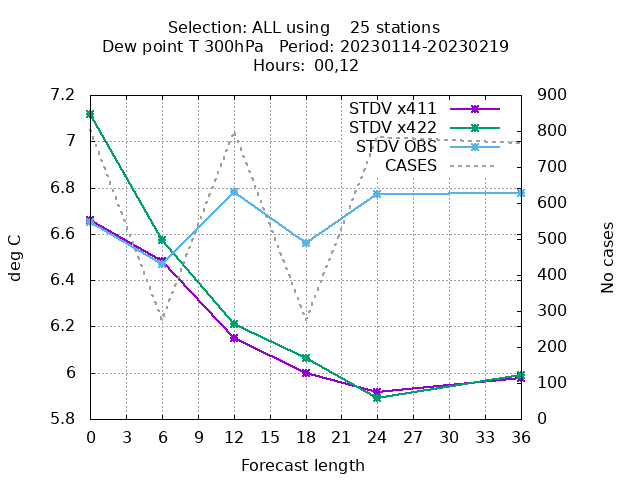 Selection: ALL using    25 stations
Dew point T 300hPa   Period: 20230114-20230219
Hours:  00,12
7.2
7
6.8
6.6
6.4
6.2
6
5.8
deg C
STDV x411
STDV x422
STDV OBS
CASES
900
800
700
600
500
400
300
200
100
0
No cases
0 3 6 9 12 15 18 21 24 27 30 33 36
Forecast length